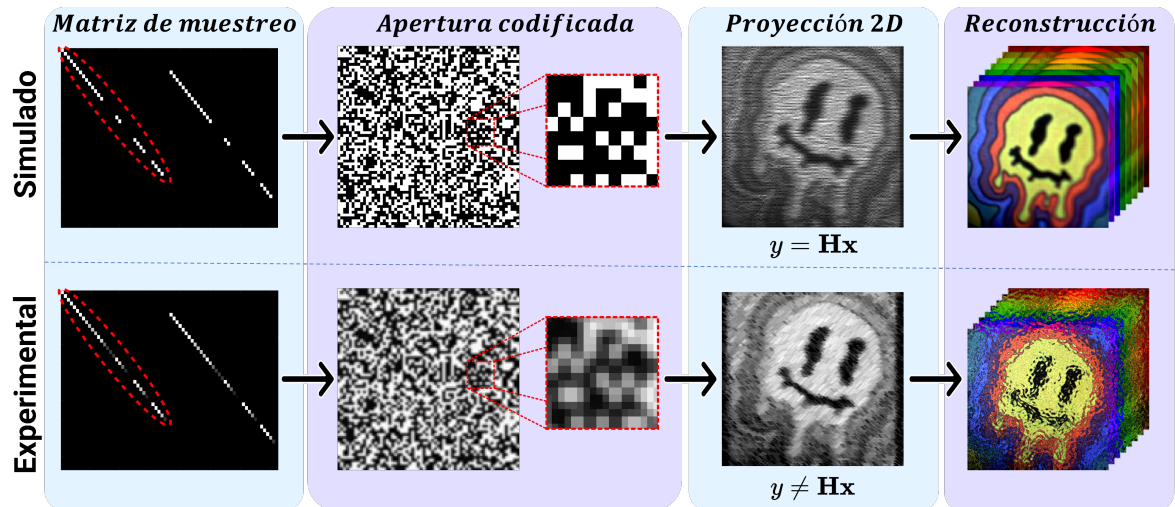 Matriz de muestreo
Apertura codificada
Proyección 2D
Reconstrucción
Simulado
y = Hx
Experimental
y ≠ Hx